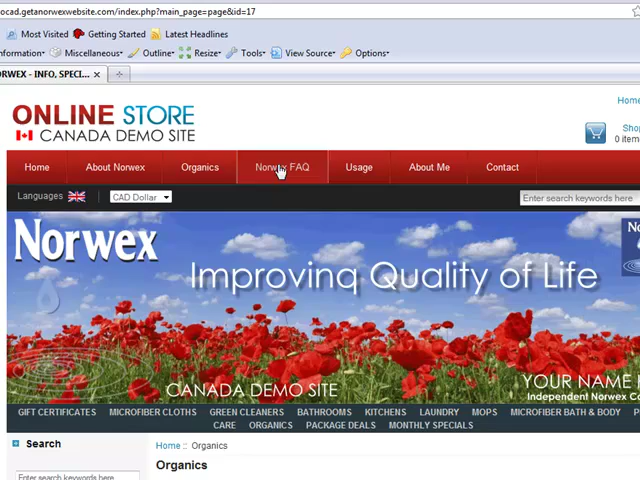 ocad.getanorwexwebsite.com/index.php?main_page=page&id=17
Most Visited Getting Started Latest Headlines
nformation Miscellaneous Outline Resize Tools View Source Options
ORWEX - INFO, SPECI...
ONLINE STORE
CANADA DEMO SITE
Home
Shop
0 item
Home About Norwex Organics Norwex FAQ Usage About Me Contact
Languages | CAD Dollar Enter search keywords here
Norwex
Improving Quality of Life
CANADA DEMO SITE
YOUR NAME
Independent Norwex Co
GIFT CERTIFICATES MICROFIBER CLOTHS GREEN CLEANERS BATHROOMS KITCHENS LAUNDRY MOPS MICROFIBER BATH & BODY P
CARE ORGANICS PACKAGE DEALS MONTHLY SPECIALS
Search
Home :: Organics
Organics
Enter search keywords here